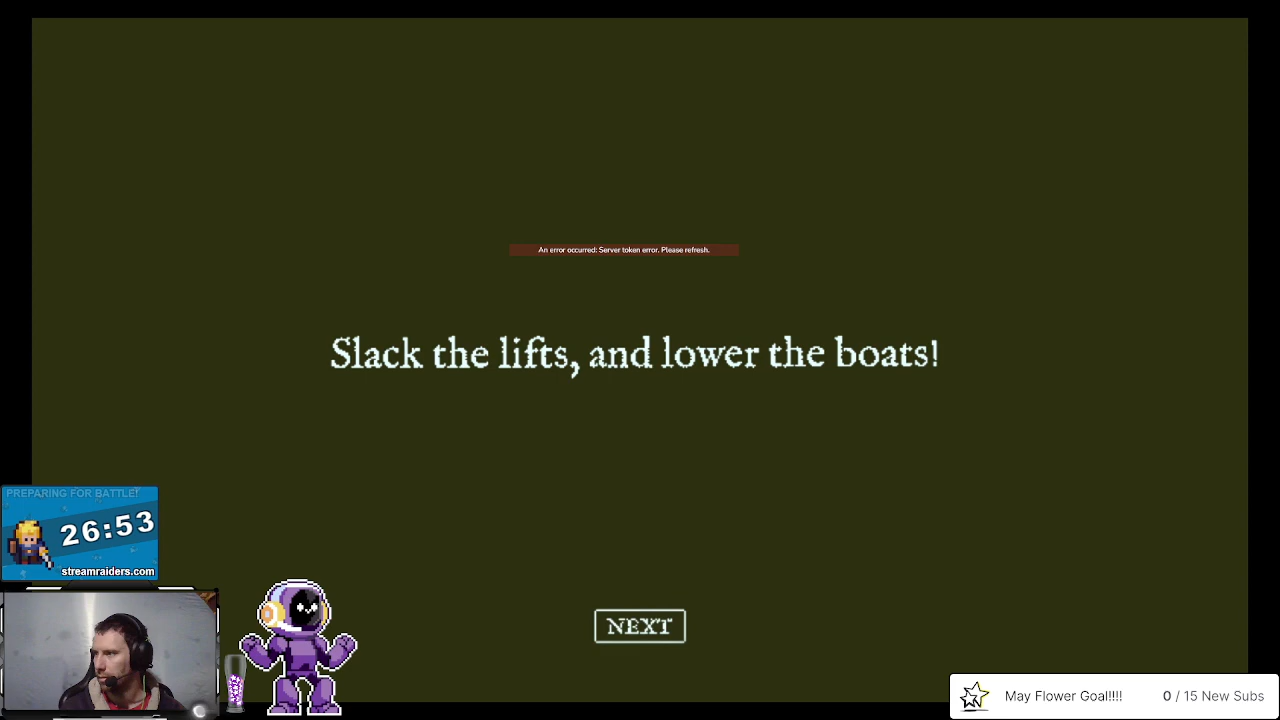 An error occurred: Server token error. Please refresh.
Slack the lifts, and lower the boats!
PREPARING FOR BATTLE!
26:53
streamraiders.com
NEXT
May Flower Goal!!!! 0 / 15 New Subs